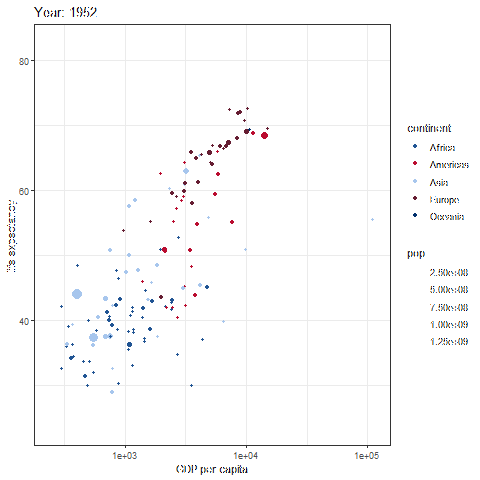 Year: 1952
80
60
40
life expectancy
1e+03
1e+04
1e+05
GDP per capita
continent
Africa
Americas
Asia
Europe
Oceania
pop
2.50e+08
5.00e+08
7.50e+08
1.00e+09
1.25e+09